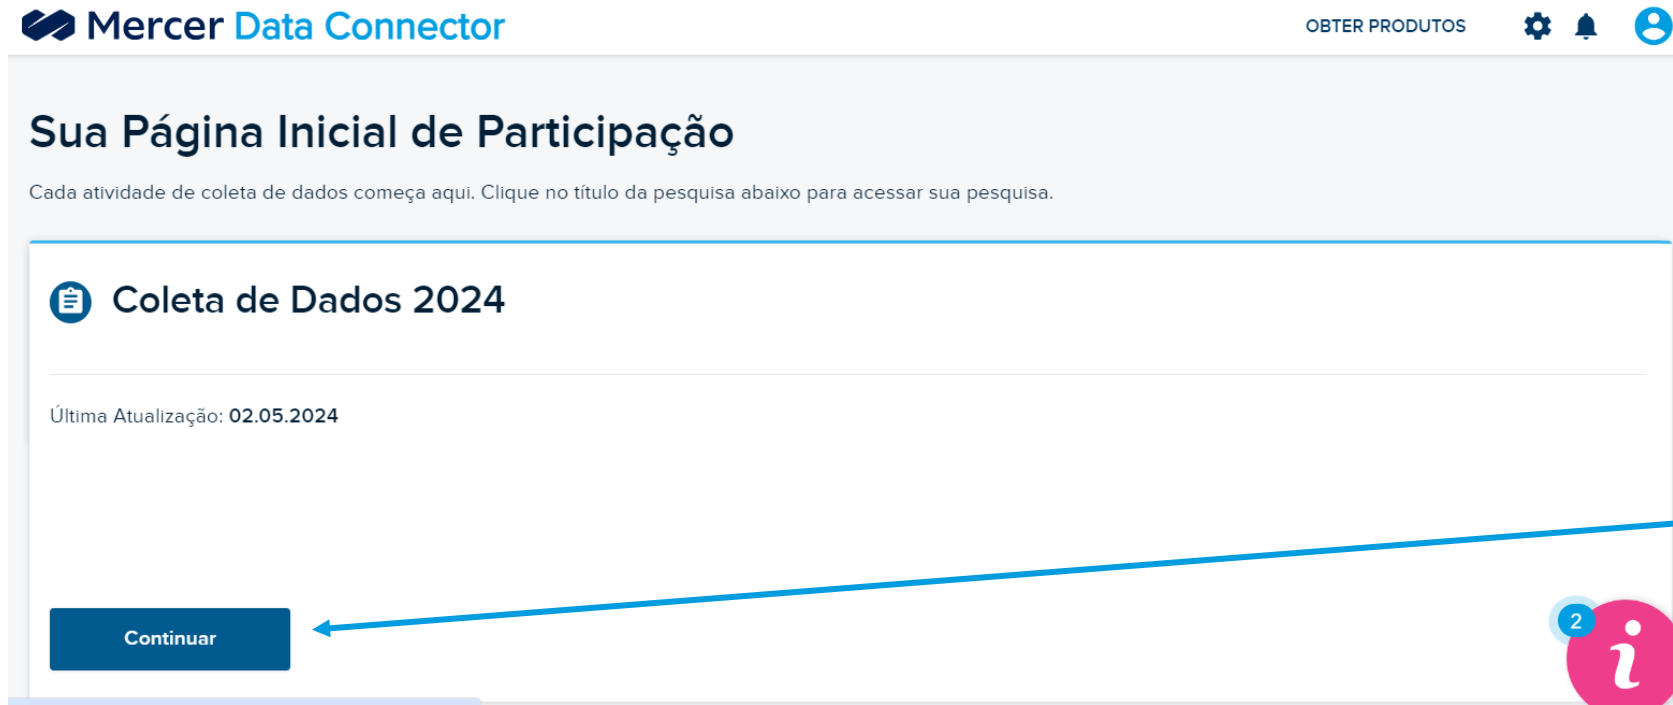 Mercer Data Connector
OBTER PRODUTOS
Sua Página Inicial de Participação
Cada atividade de coleta de dados começa aqui. Clique no título da pesquisa abaixo para acessar sua pesquisa.
Coleta de Dados 2024
Última Atualização: 02.05.2024
Continuar
2
i